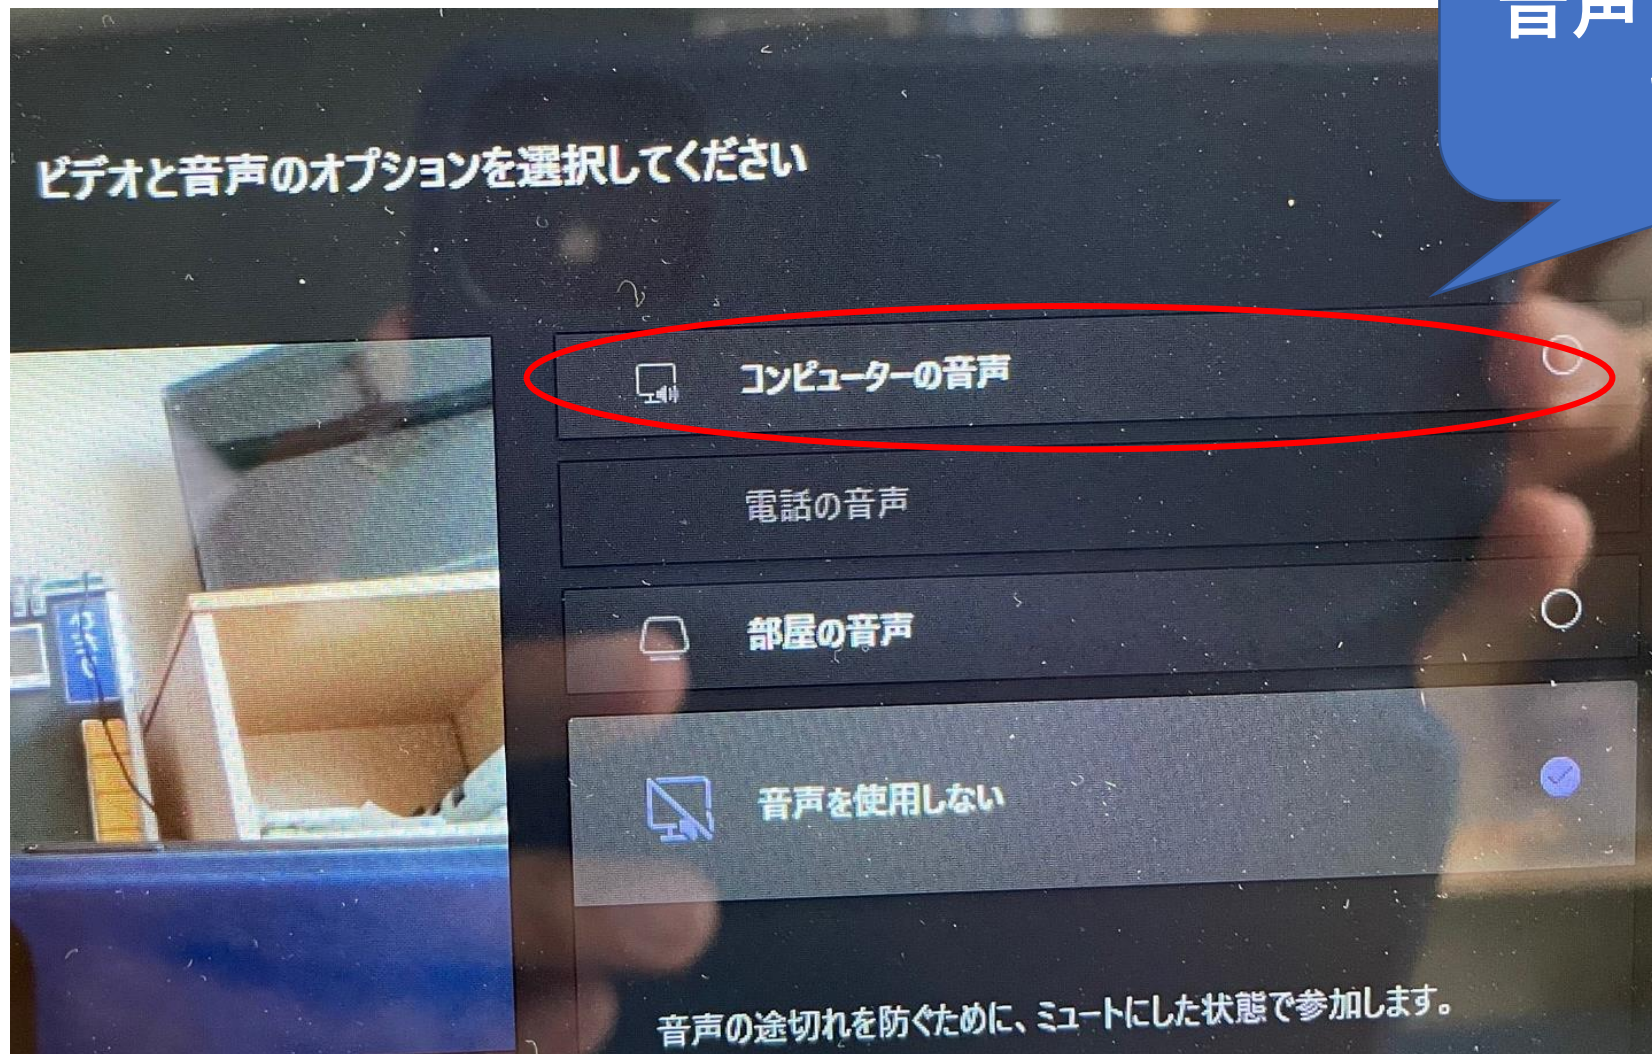 音声
ビデオと音声のオプションを選択してください
コンピューターの音声
電話の音声
部屋の音声
音声を使用しない
音声の途切れを防ぐために、ミュートにした状態で参加します。